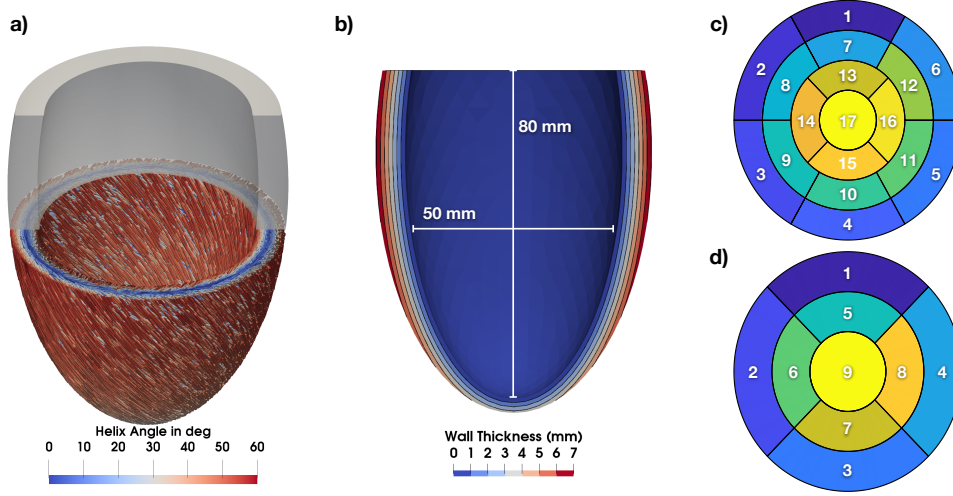 a)
Helix Angle in deg
0 10 20 30 40 50 60
b)
80 mm
50 mm
Wall Thickness (mm)
0 1 2 3 4 5 6 7
c)
1
2 7 6
8 13 12
14 17 16
3 9 15 11 5
10
4
d)
1
5
2 6 9 8 4
7
3